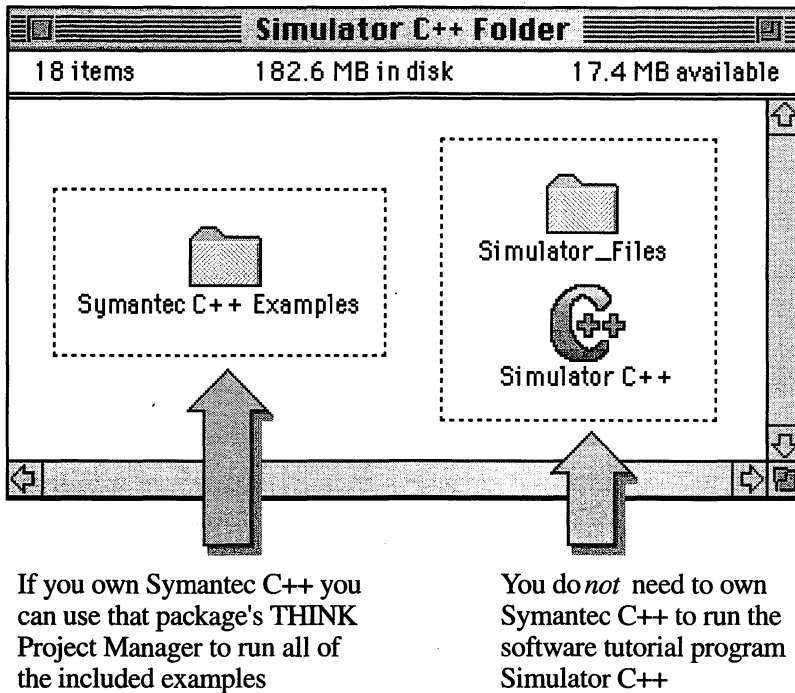 Simulator C++ Folder
18 items 182.6 MB in disk 17.4 MB available
Symantec C++ Examples
Simulator_Files
C++
Simulator C++
If you own Symantec C++ you
can use that package's THINK
Project Manager to run all of
the included examples
You do not need to own
Symantec C++ to run the
software tutorial program
Simulator C++